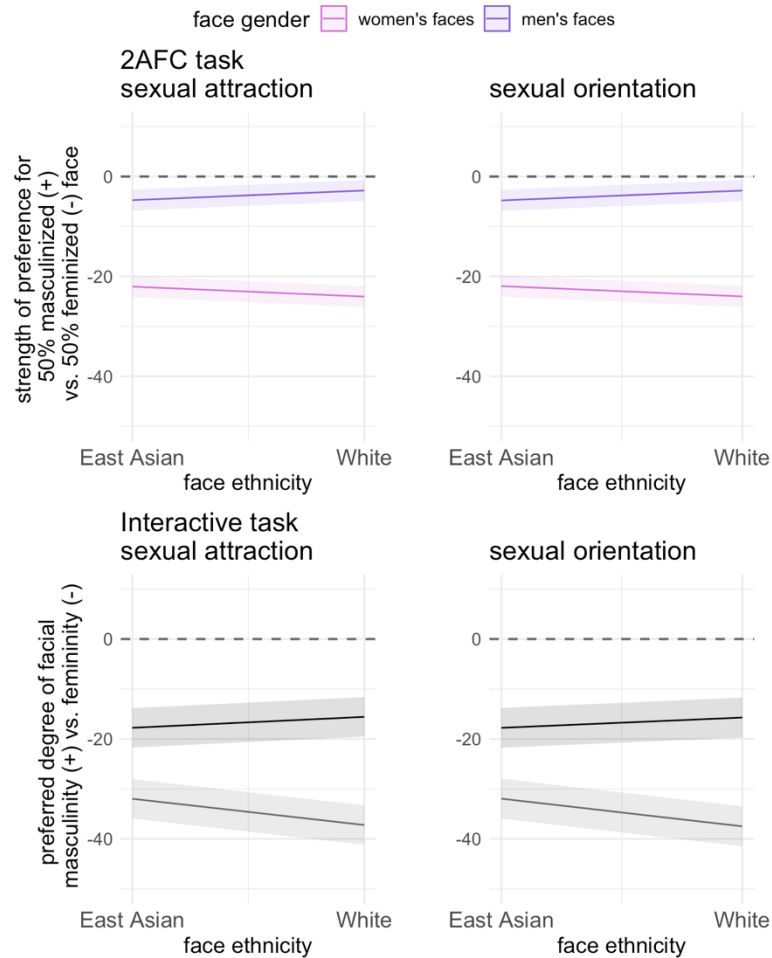 face gender women's faces men's faces
2AFC task
sexual attraction
sexual orientation
strength of preference for
50% masculinized (+)
vs. 50% feminized (-) face
0
-20
-40
East Asian White
face ethnicity
0
-20
-40
East Asian White
face ethnicity
Interactive task
sexual attraction
sexual orientation
preferred degree of facial
masculinity (+) vs. femininity (-)
0
-20
-40
East Asian White
face ethnicity
0
-20
-40
East Asian White
face ethnicity